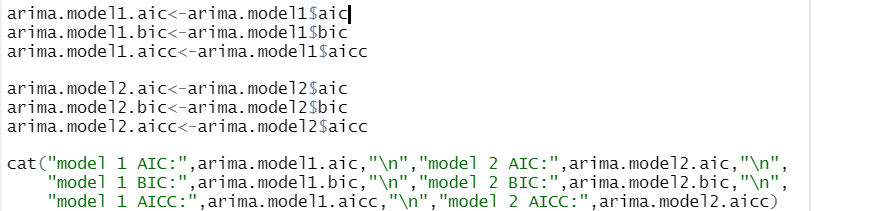 arima.model1.aic<-arima.model1$aic
arima.model1.bic<-arima.model1$bic
arima.model1.aicc<-arima.model1$aicc
arima.model2.aic<-arima.model2$aic
arima.model2.bic<-arima.model2$bic
arima.model2.aicc<-arima.model2$aicc
cat("model 1 AIC:",arima.model1.aic,"\n","model 2 AIC:",arima.model2.aic,"\n",
"model 1 BIC:",arima.model1.bic,"\n","model 2 BIC:",arima.model2.bic,"\n",
"model 1 AICC:",arima.model1.aicc,"\n","model 2 AICC:",arima.model2.aicc)